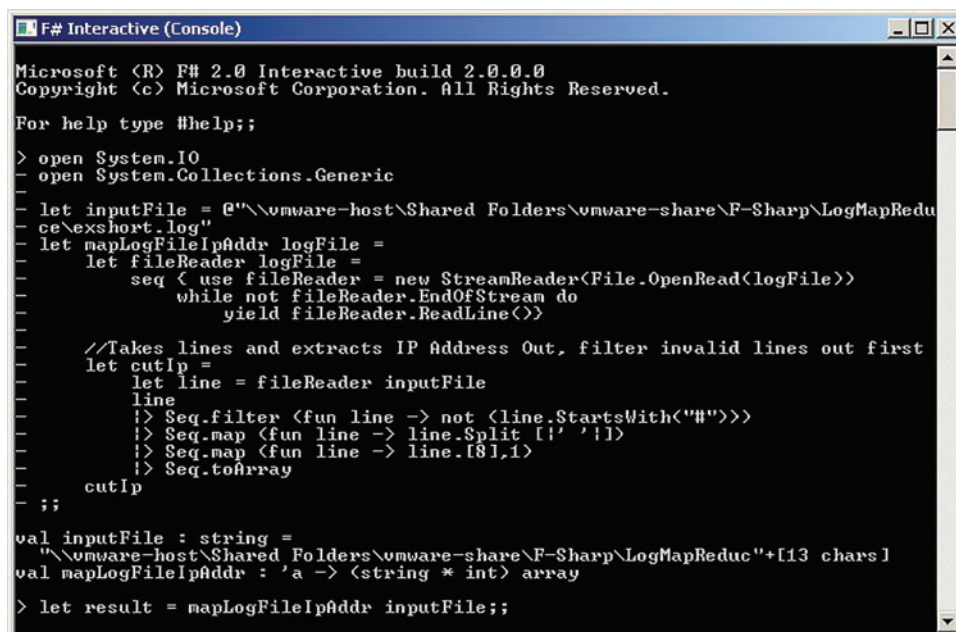 F# Interactive (Console)
Microsoft (R) F# 2.0 Interactive build 2.0.0.0
Copyright (c) Microsoft Corporation. All Rights Reserved.
For help type #help;;
> open System.IO
- open System.Collections.Generic
-
- let inputFile = @"\\vmware-host\Shared Folders\vmware-share\F-Sharp\LogMapRedu
- ce\exshort.log"
- let mapLogFileIpAddr logFile =
-     let fileReader logFile =
-         seq { use fileReader = new StreamReader(File.OpenRead(logFile))
-             while not fileReader.EndOfStream do
-                 yield fileReader.ReadLine()}
-
-     //Takes lines and extracts IP Address Out, filter invalid lines out first
-     let cutIp =
-         let line = fileReader inputFile
-         line
-         |> Seq.filter (fun line -> not (line.StartsWith("#")))
-         |> Seq.map (fun line -> line.Split [|' '|])
-         |> Seq.map (fun line -> line.[8],1)
-         |> Seq.toArray
-     cutIp
- ;;
val inputFile : string =
  "\\vmware-host\Shared Folders\vmware-share\F-Sharp\LogMapReduc"+[13 chars]
val mapLogFileIpAddr : 'a -> (string * int) array
> let result = mapLogFileIpAddr inputFile;;